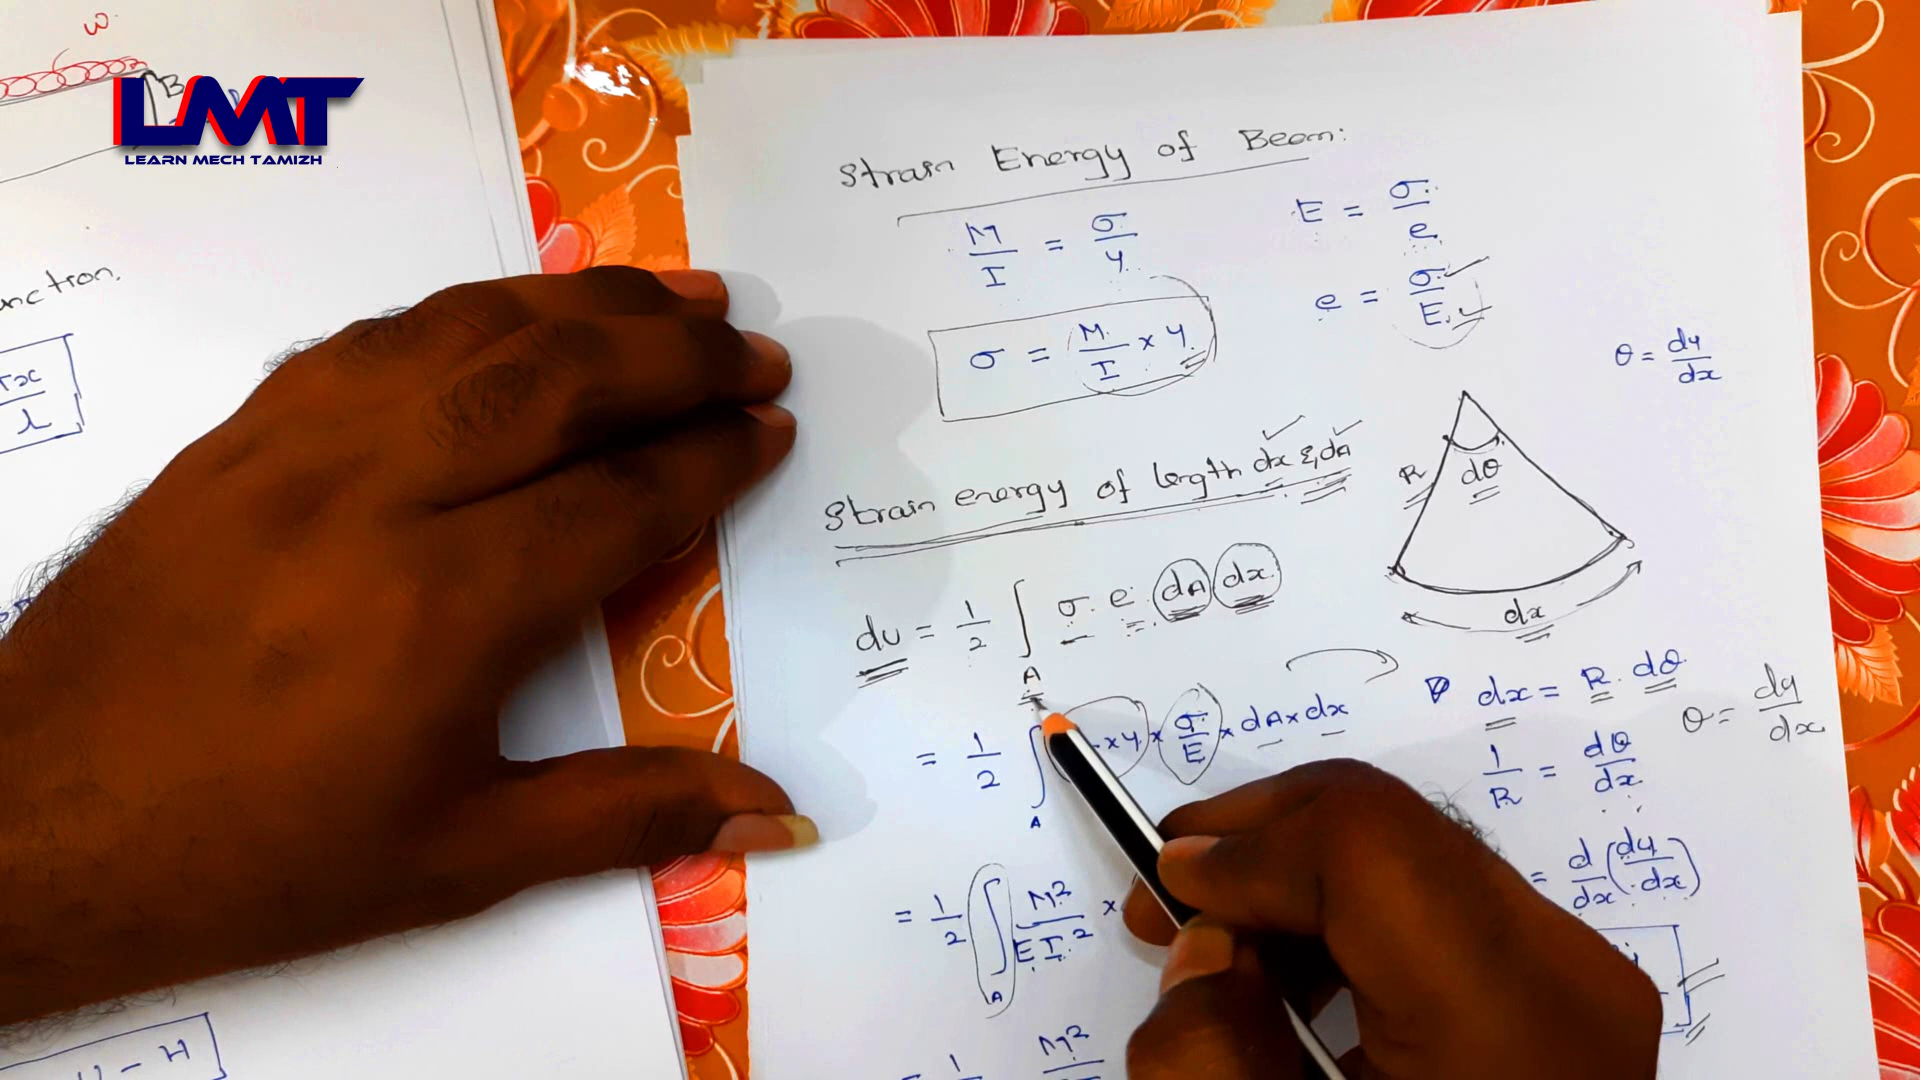 w
B
LMT
LEARN MECH TAMIZH
Strain Energy of Beam:
M/I = σ/y
E = σ/e
σ = M/I × y
e = σ/E
θ = dy/dx
Strain energy of length dx & dA
R
dθ
dx
du = 1/2 ∫A σ. e. dA dx
= 1/2 ∫A × y × σ/E × dA × dx
dx = R. dθ
θ = dy/dx
1/R = dθ/dx
= d/dx (dy/dx)
= 1/2 ∫A M²/EI² ×
= 1 M²
- H